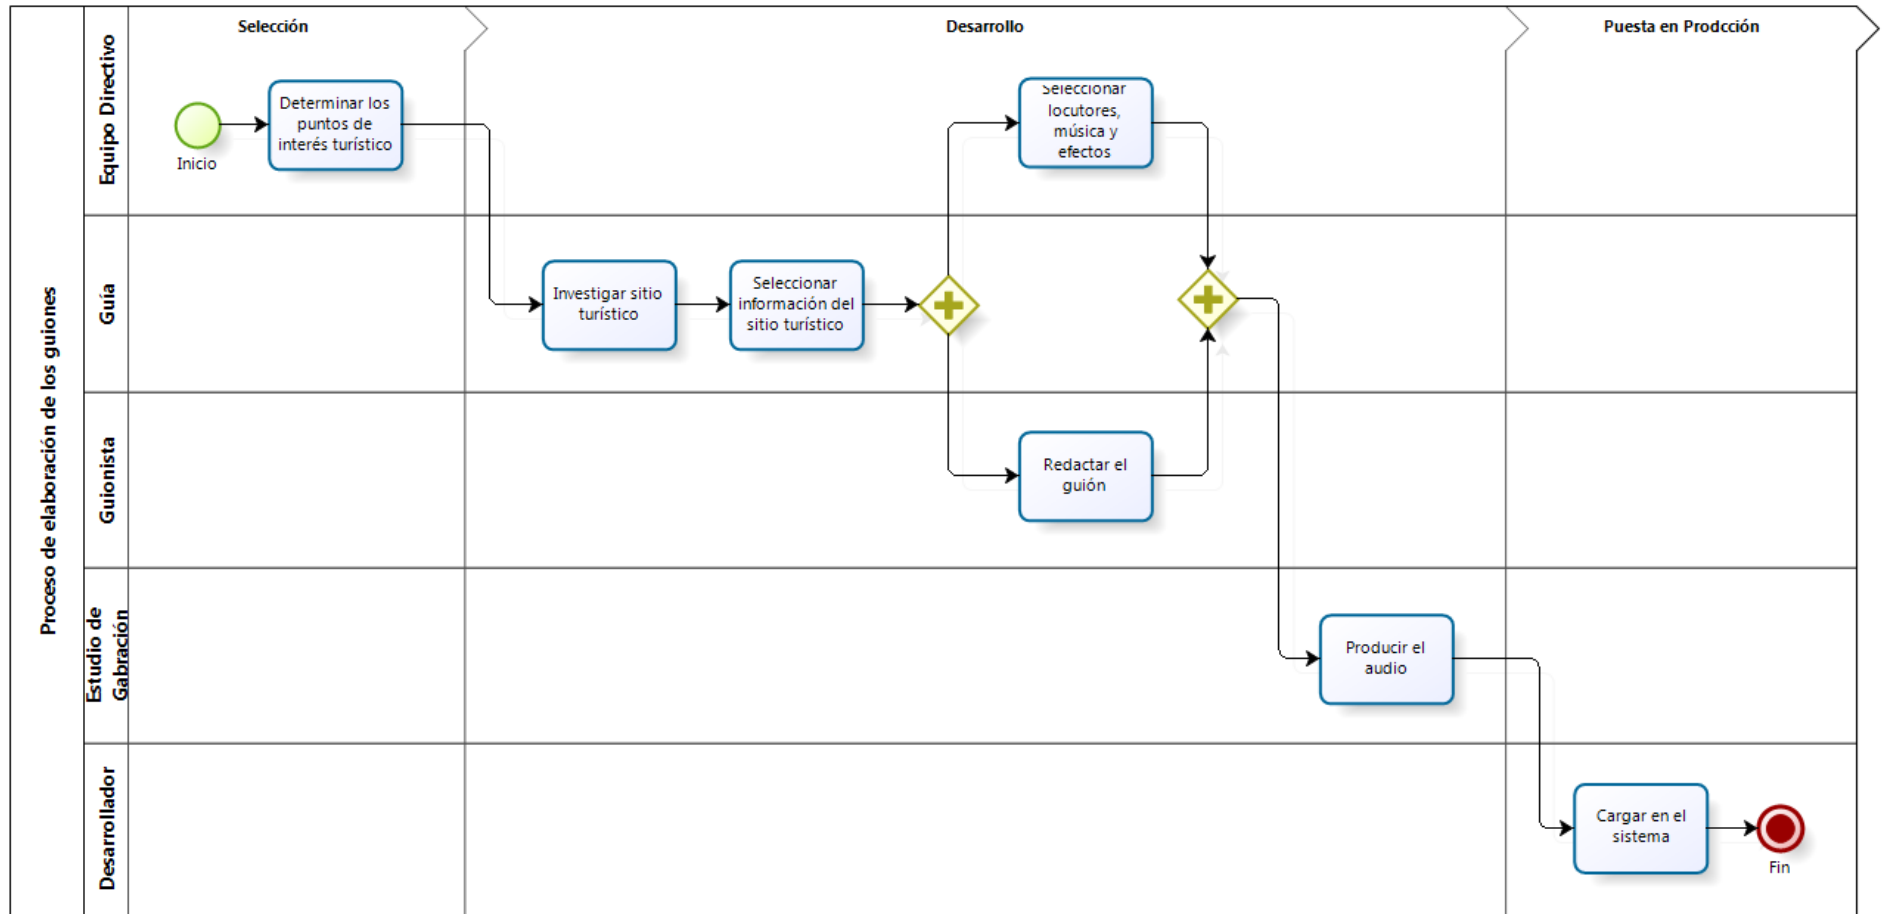 Selección
Desarrollo
Puesta en Prodcción
Proceso de elaboración de los guiones
Equipo Directivo
Inicio
Determinar los
puntos de
interés turístico
Seleccionar
locutores,
música y
efectos
Guía
Investigar sitio
turístico
Seleccionar
información del
sitio turístico
Guionista
Redactar el
guión
Estudio de
Gabración
Producir el
audio
Desarrollador
Cargar en el
sistema
Fin